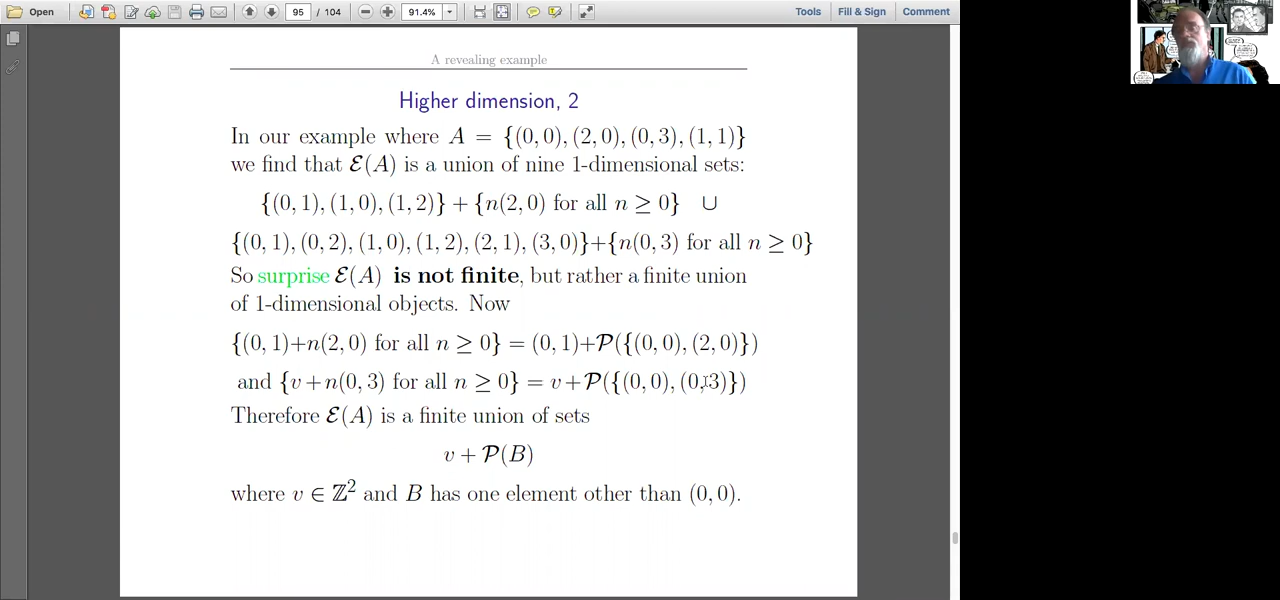 Open
95 / 104
91.4%
Tools
Fill & Sign
Comment
A revealing example
Higher dimension, 2
In our example where A = {(0, 0), (2, 0), (0, 3), (1, 1)}
we find that ℰ(A) is a union of nine 1-dimensional sets:
{(0, 1), (1, 0), (1, 2)} + {n(2, 0) for all n ≥ 0} ∪
{(0, 1), (0, 2), (1, 0), (1, 2), (2, 1), (3, 0)}+{n(0, 3) for all n ≥ 0}
So surprise ℰ(A) is not finite, but rather a finite union
of 1-dimensional objects. Now
{(0, 1)+n(2, 0) for all n ≥ 0} = (0, 1)+𝒫({(0, 0), (2, 0)})
and {v+n(0, 3) for all n ≥ 0} = v+𝒫({(0, 0), (0, 3)})
Therefore ℰ(A) is a finite union of sets
v + 𝒫(B)
where v ∈ ℤ² and B has one element other than (0, 0).